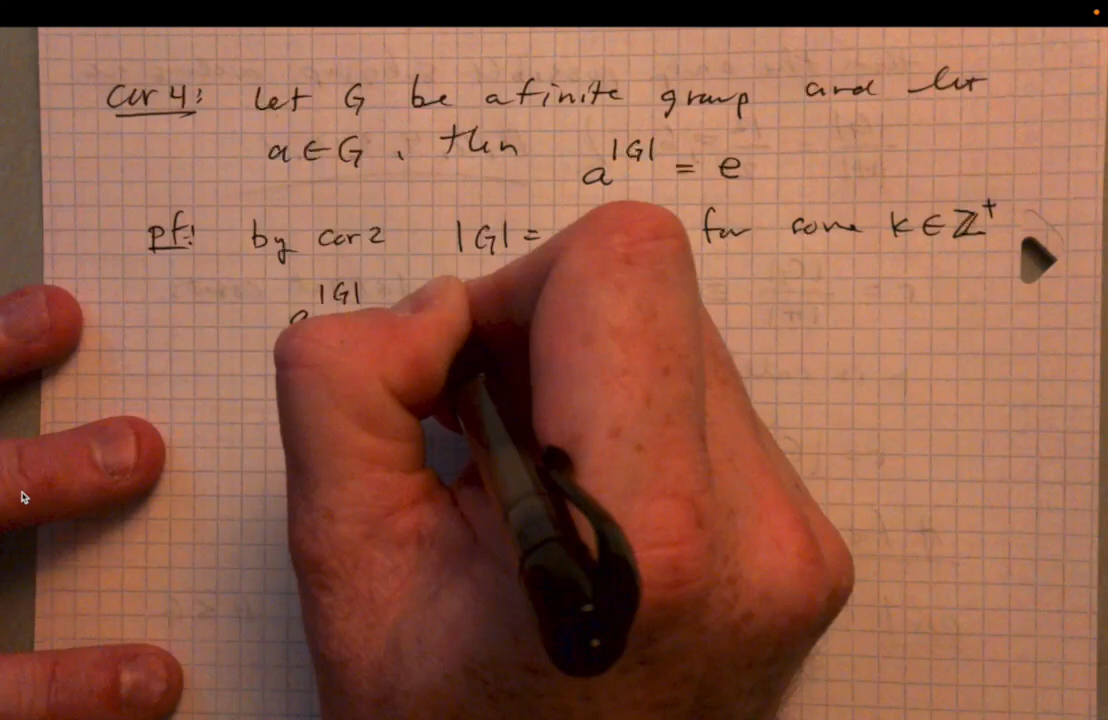 Cor 4: Let G be a finite group and let
a ∈ G, then a^|G| = e
pf: by cor 2 |G| = for some k ∈ ℤ⁺
a^|G|